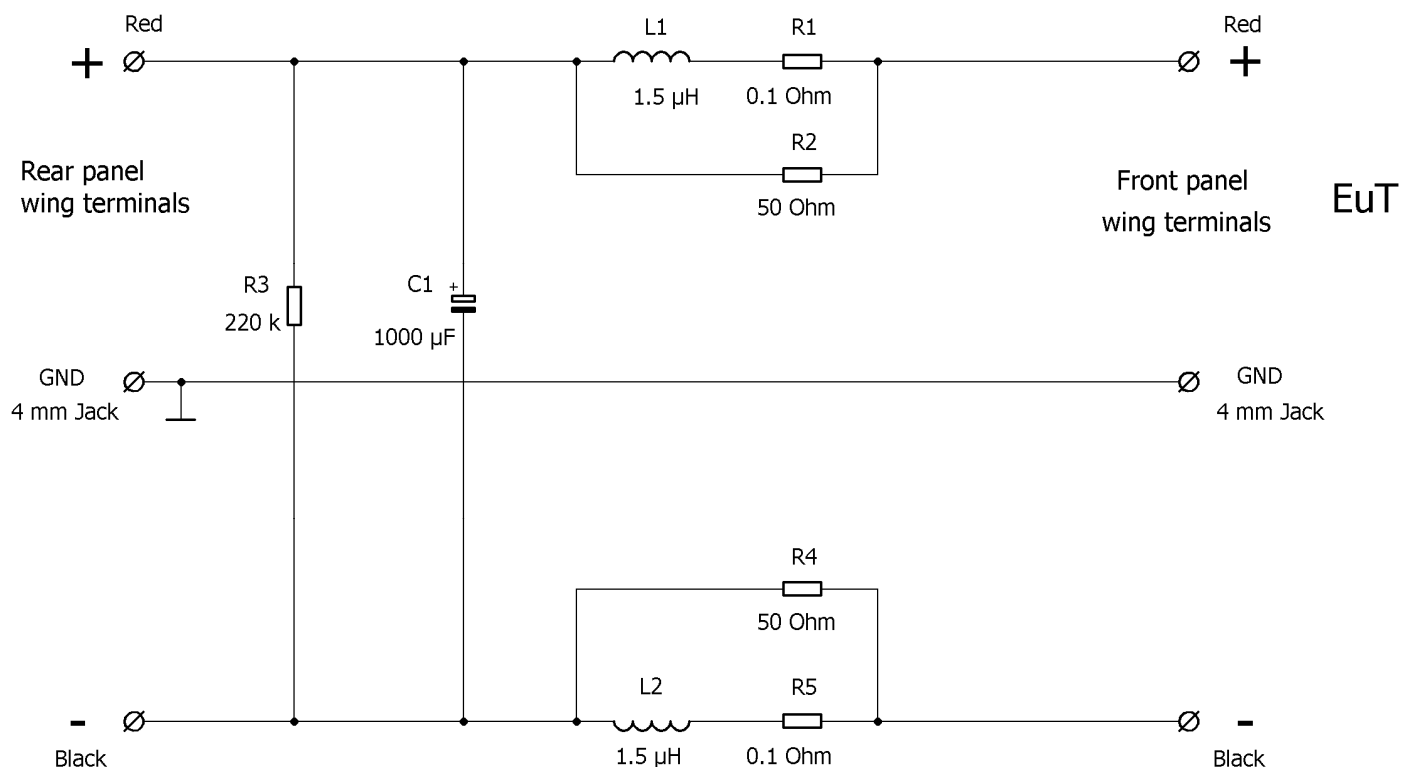 Red
+
L1
1.5 µH
R1
0.1 Ohm
Red
+
R2
50 Ohm
Rear panel
wing terminals
Front panel
wing terminals
EuT
R3
220 k
C1
+
1000 µF
GND
4 mm Jack
GND
4 mm Jack
R4
50 Ohm
L2
1.5 µH
R5
0.1 Ohm
-
Black
-
Black